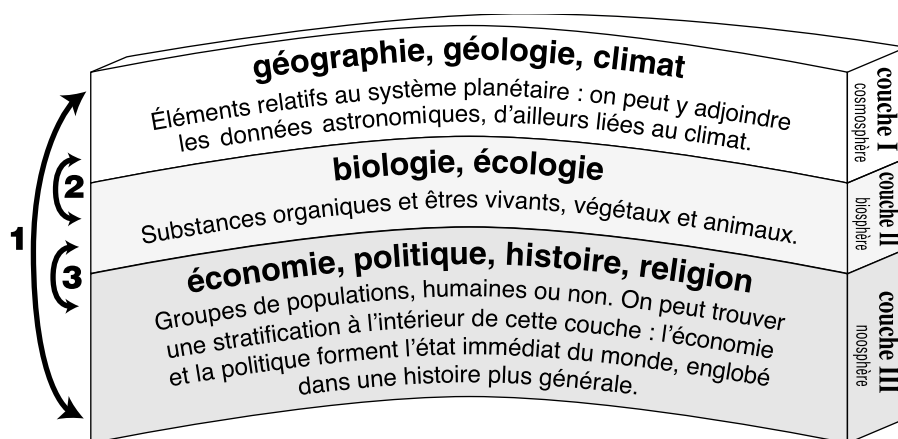 géographie, géologie, climat
Éléments relatifs au système planétaire : on peut y adjoindre
les données astronomiques, d'ailleurs liées au climat.
couche I
cosmosphère
biologie, écologie
Substances organiques et êtres vivants, végétaux et animaux.
couche II
biosphère
économie, politique, histoire, religion
Groupes de populations, humaines ou non. On peut trouver
une stratification à l'intérieur de cette couche : l'économie
et la politique forment l'état immédiat du monde, englobé
dans une histoire plus générale.
couche III
noosphère
1
2
3